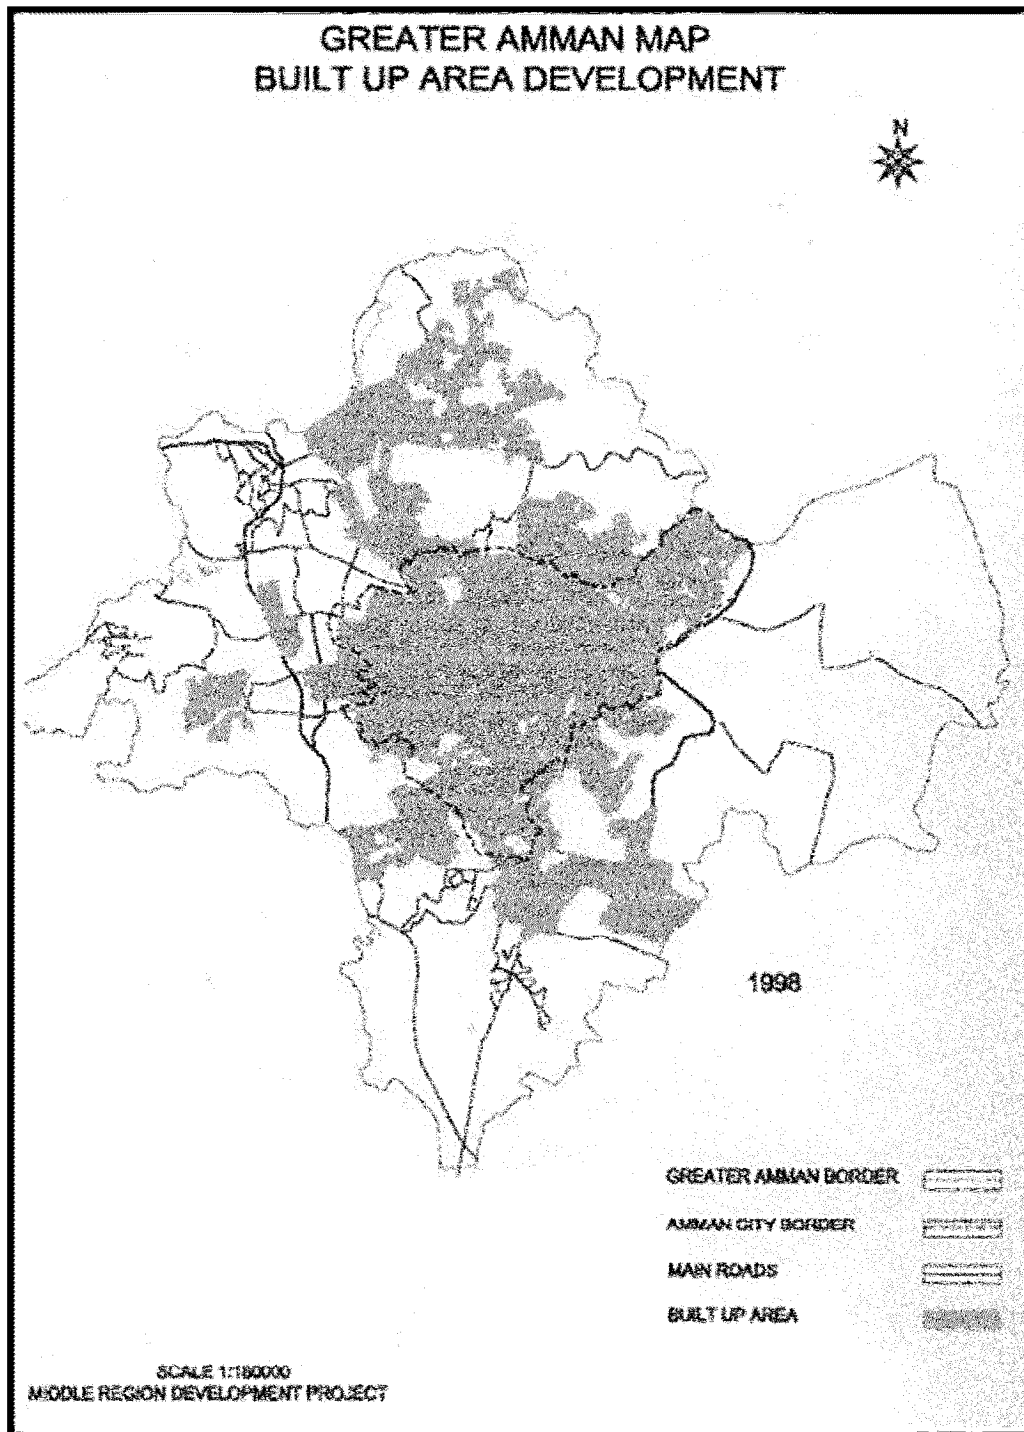 GREATER AMMAN MAP
BUILT UP AREA DEVELOPMENT
N
1998
GREATER AMMAN BORDER
AMMAN CITY BORDER
MAIN ROADS
BUILT UP AREA
SCALE 1:180000
MIDDLE REGION DEVELOPMENT PROJECT